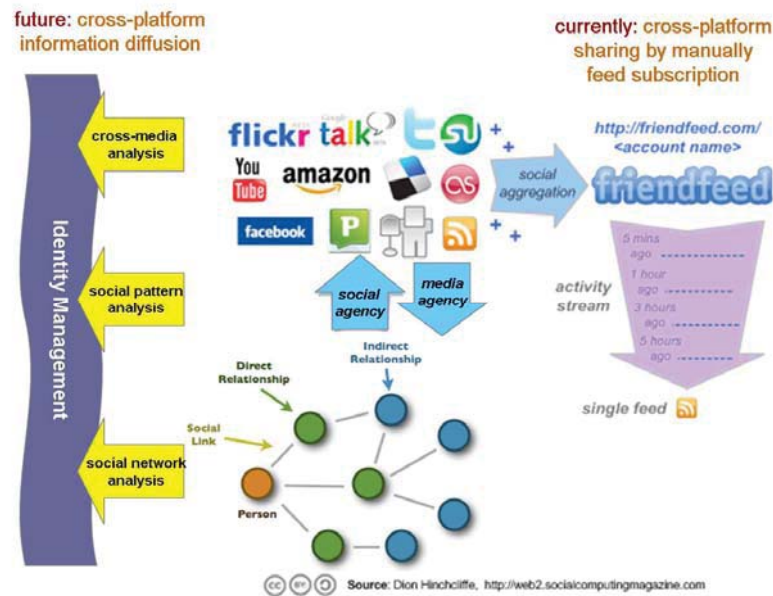 future: cross-platform
information diffusion
currently: cross-platform
sharing by manually
feed subscription
Identity Management
cross-media
analysis
social pattern
analysis
social network
analysis
flickr
Google
talk
You
Tube
amazon
facebook
P
social
agency
media
agency
social
aggregation
http://friendfeed.com/
<account name>
friendfeed
activity
stream
5 mins
ago
1 hour
ago
3 hours
ago
5 hours
ago
single feed
Indirect
Relationship
Direct
Relationship
Social
Link
Person
cc BY Source: Dion Hinchcliffe, http://web2.socialcomputingmagazine.com